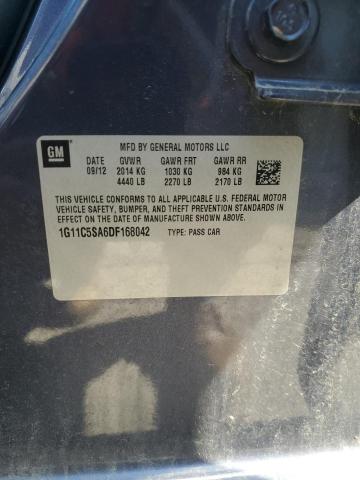 GM
MFD BY GENERAL MOTORS LLC
DATE GVWR GAWR FRT GAWR RR
09/12 2014 KG 1030 KG 984 KG
4440 LB 2270 LB 2170 LB
THIS VEHICLE CONFORMS TO ALL APPLICABLE U.S. FEDERAL MOTOR
VEHICLE SAFETY, BUMPER, AND THEFT PREVENTION STANDARDS IN
EFFECT ON THE DATE OF MANUFACTURE SHOWN ABOVE.
1G11C5SA6DF168042 TYPE: PASS CAR